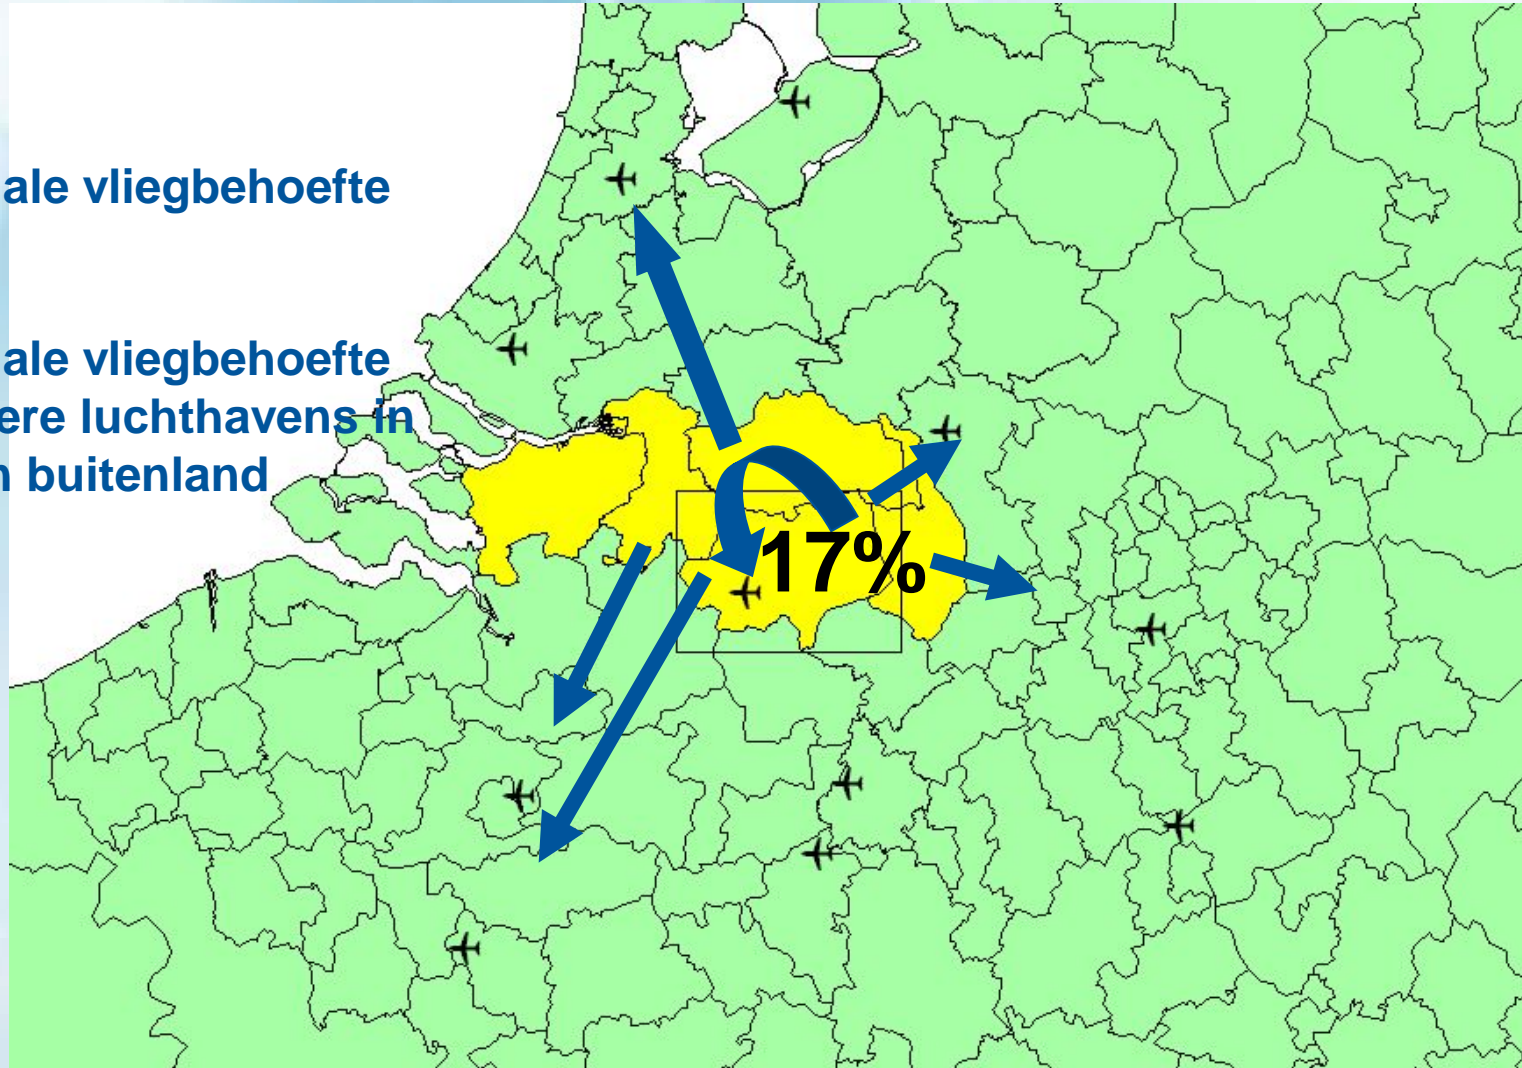 ale vliegbehoefte
ale vliegbehoefte
ere luchthavens in
buitenland
17%